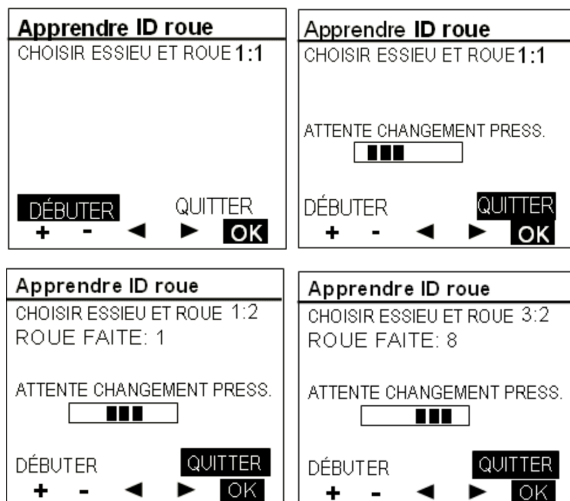 Apprendre ID roue
CHOISIR ESSIEU ET ROUE 1:1
DÉBUTER QUITTER
+ - ◄ ► OK
Apprendre ID roue
CHOISIR ESSIEU ET ROUE 1:1
ATTENTE CHANGEMENT PRESS.
DÉBUTER QUITTER
+ - ◄ ► OK
Apprendre ID roue
CHOISIR ESSIEU ET ROUE 1:2
ROUE FAITE: 1
ATTENTE CHANGEMENT PRESS.
DÉBUTER QUITTER
+ - ◄ ► OK
Apprendre ID roue
CHOISIR ESSIEU ET ROUE 3:2
ROUE FAITE: 8
ATTENTE CHANGEMENT PRESS.
DÉBUTER QUITTER
+ - ◄ ► OK